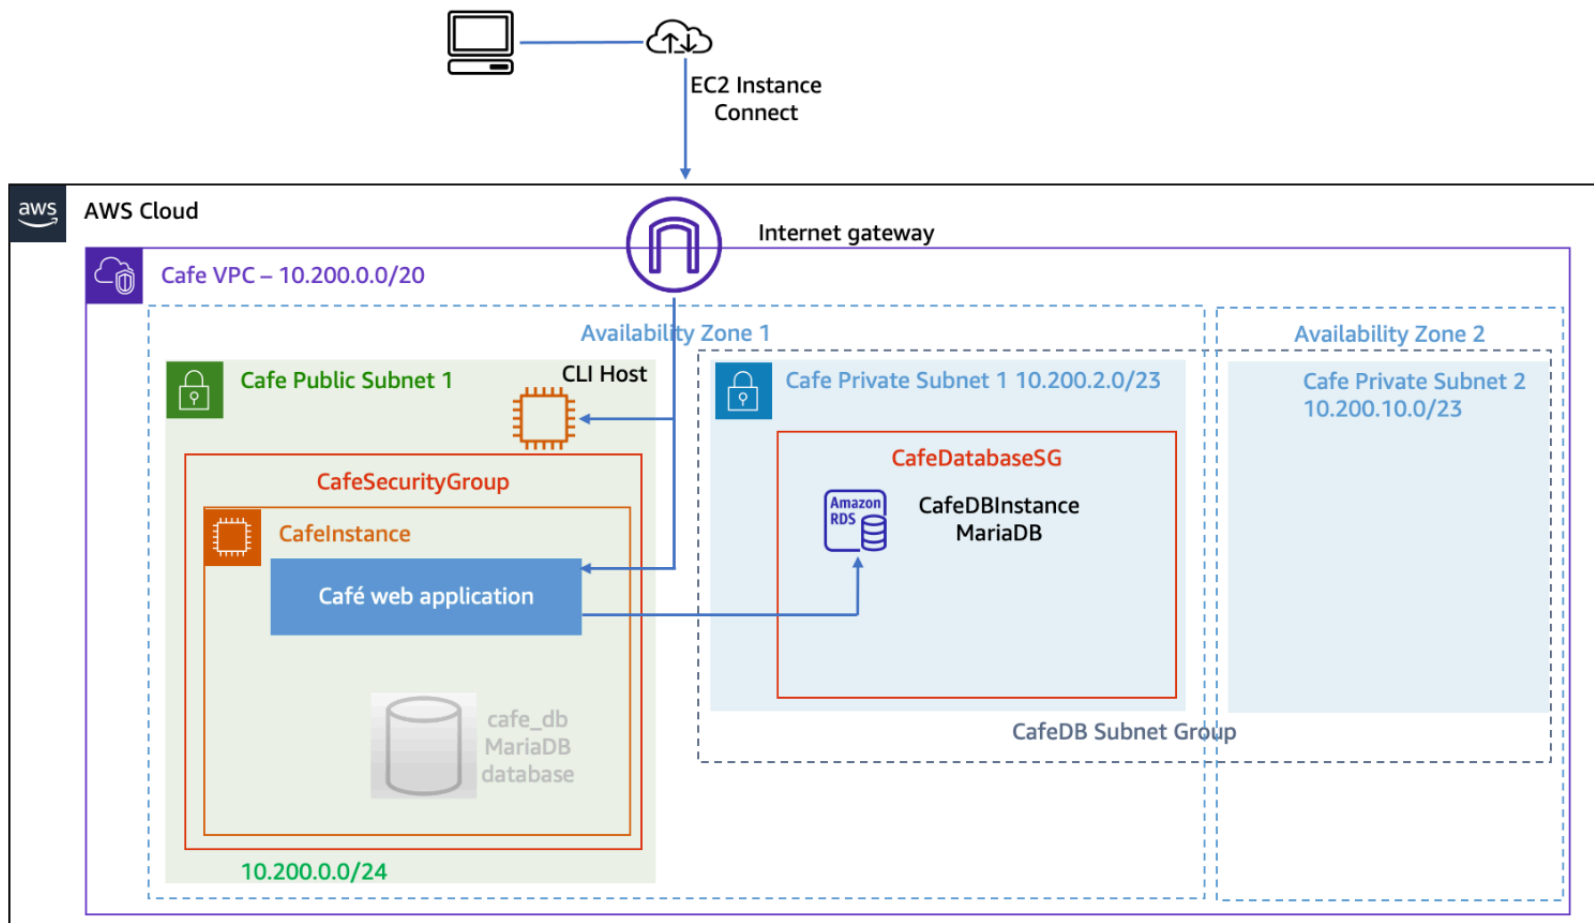 EC2 Instance
Connect
aws
AWS Cloud
Internet gateway
Cafe VPC – 10.200.0.0/20
Availability Zone 1
Availability Zone 2
Cafe Public Subnet 1
CLI Host
Cafe Private Subnet 1 10.200.2.0/23
Cafe Private Subnet 2
10.200.10.0/23
CafeSecurityGroup
CafeDatabaseSG
CafeInstance
Amazon
RDS
CafeDBInstance
MariaDB
Café web application
cafe_db
MariaDB
database
CafeDB Subnet Group
10.200.0.0/24